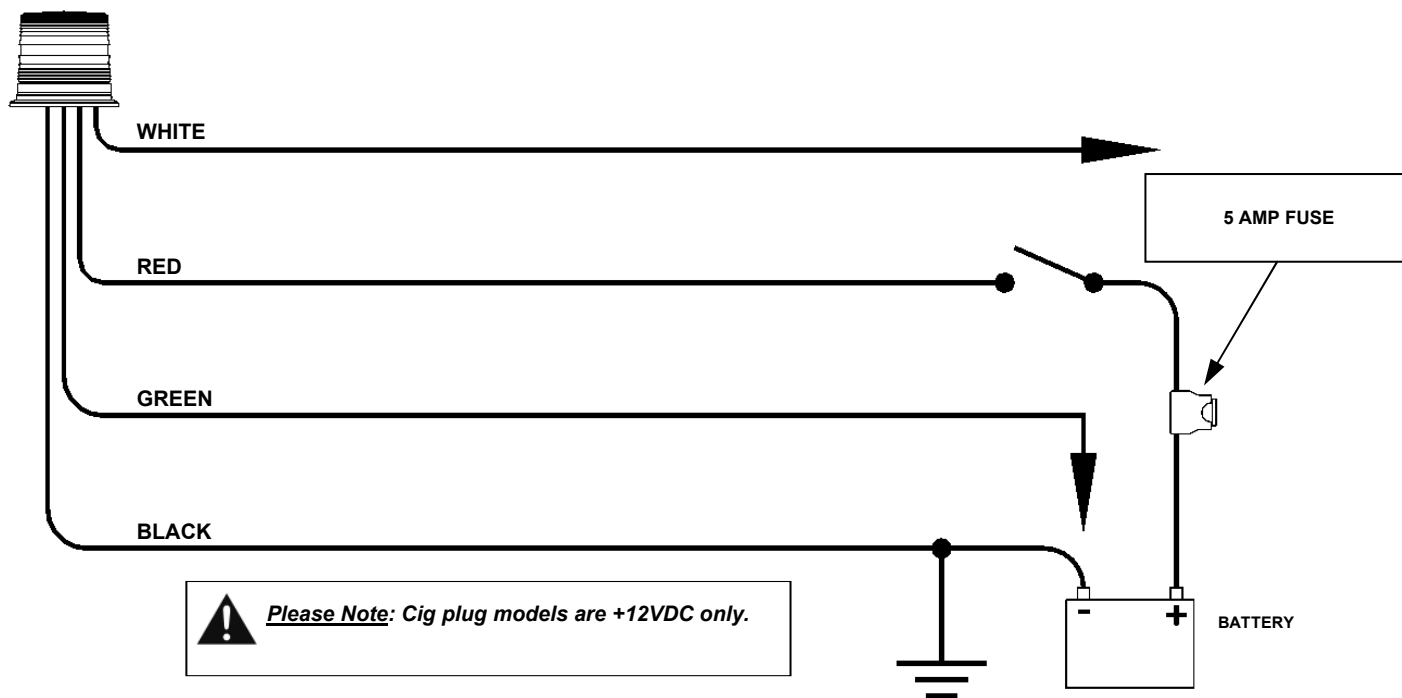 WHITE
5 AMP FUSE
RED
GREEN
BLACK
Please Note: Cig plug models are +12VDC only.
- +
BATTERY